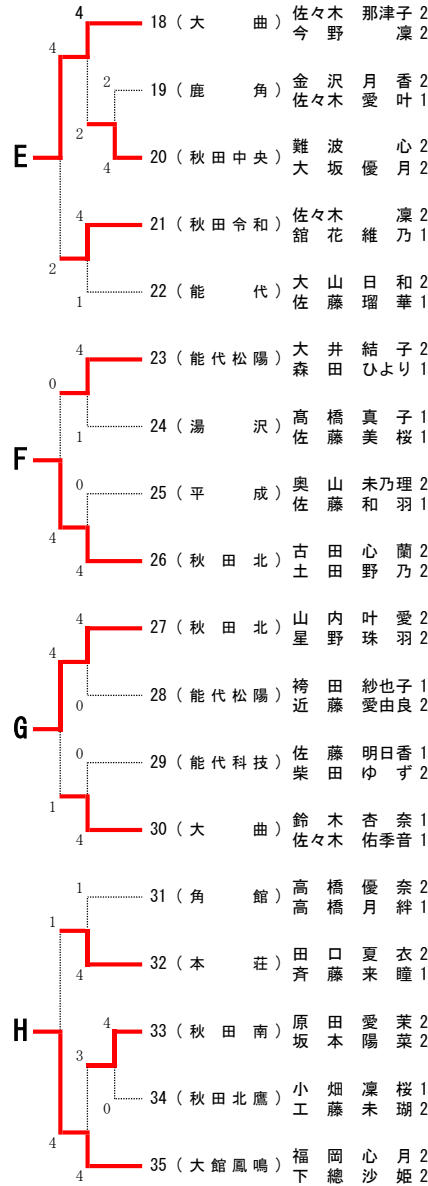 4
18 (大曲) 佐々木 那津子 2
今野 凜 2
4
2
19 (鹿角) 金沢月香 2
佐々木 愛叶 1
2
E
4
20 (秋田中央) 難波 心 2
大坂優月 2
4
21 (秋田令和) 佐々木 凜 2
舘花維乃 1
2
1
22 (能代) 大山日和 2
佐藤瑠華 1
4
23 (能代松陽) 大井結子 2
森田 ひより 1
0
1
24 (湯沢) 髙橋真子 1
佐藤美桜 1
F
0
25 (平成) 奥山 未乃理 2
佐藤和羽 1
4
4
26 (秋田北) 古田心蘭 2
土田野乃 2
4
27 (秋田北) 山内叶愛 2
星野珠羽 2
4
0
28 (能代松陽) 袴田 紗也子 1
近藤 愛由良 2
G
0
29 (能代科技) 佐藤 明日香 1
柴田ゆず 2
1
4
30 (大曲) 鈴木杏奈 1
佐々木 佑季音 1
1
31 (角館) 高橋優奈 2
高橋月絆 1
1
4
32 (本荘) 田口夏衣 2
斉藤来瞳 1
H
4
33 (秋田南) 原田愛茉 2
坂本陽菜 2
3
0
34 (秋田北鷹) 小畑凜桜 1
工藤未瑚 2
4
4
35 (大館鳳鳴) 福岡心月 2
下總沙姫 2